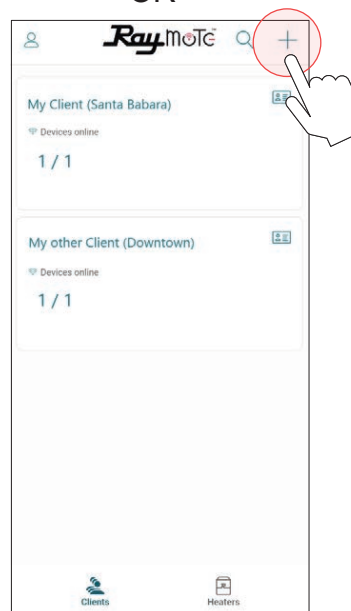 OR
RayMOTE
My Client (Santa Babara)
Devices online
1 / 1
My other Client (Downtown)
Devices online
1 / 1
Clients
Heaters